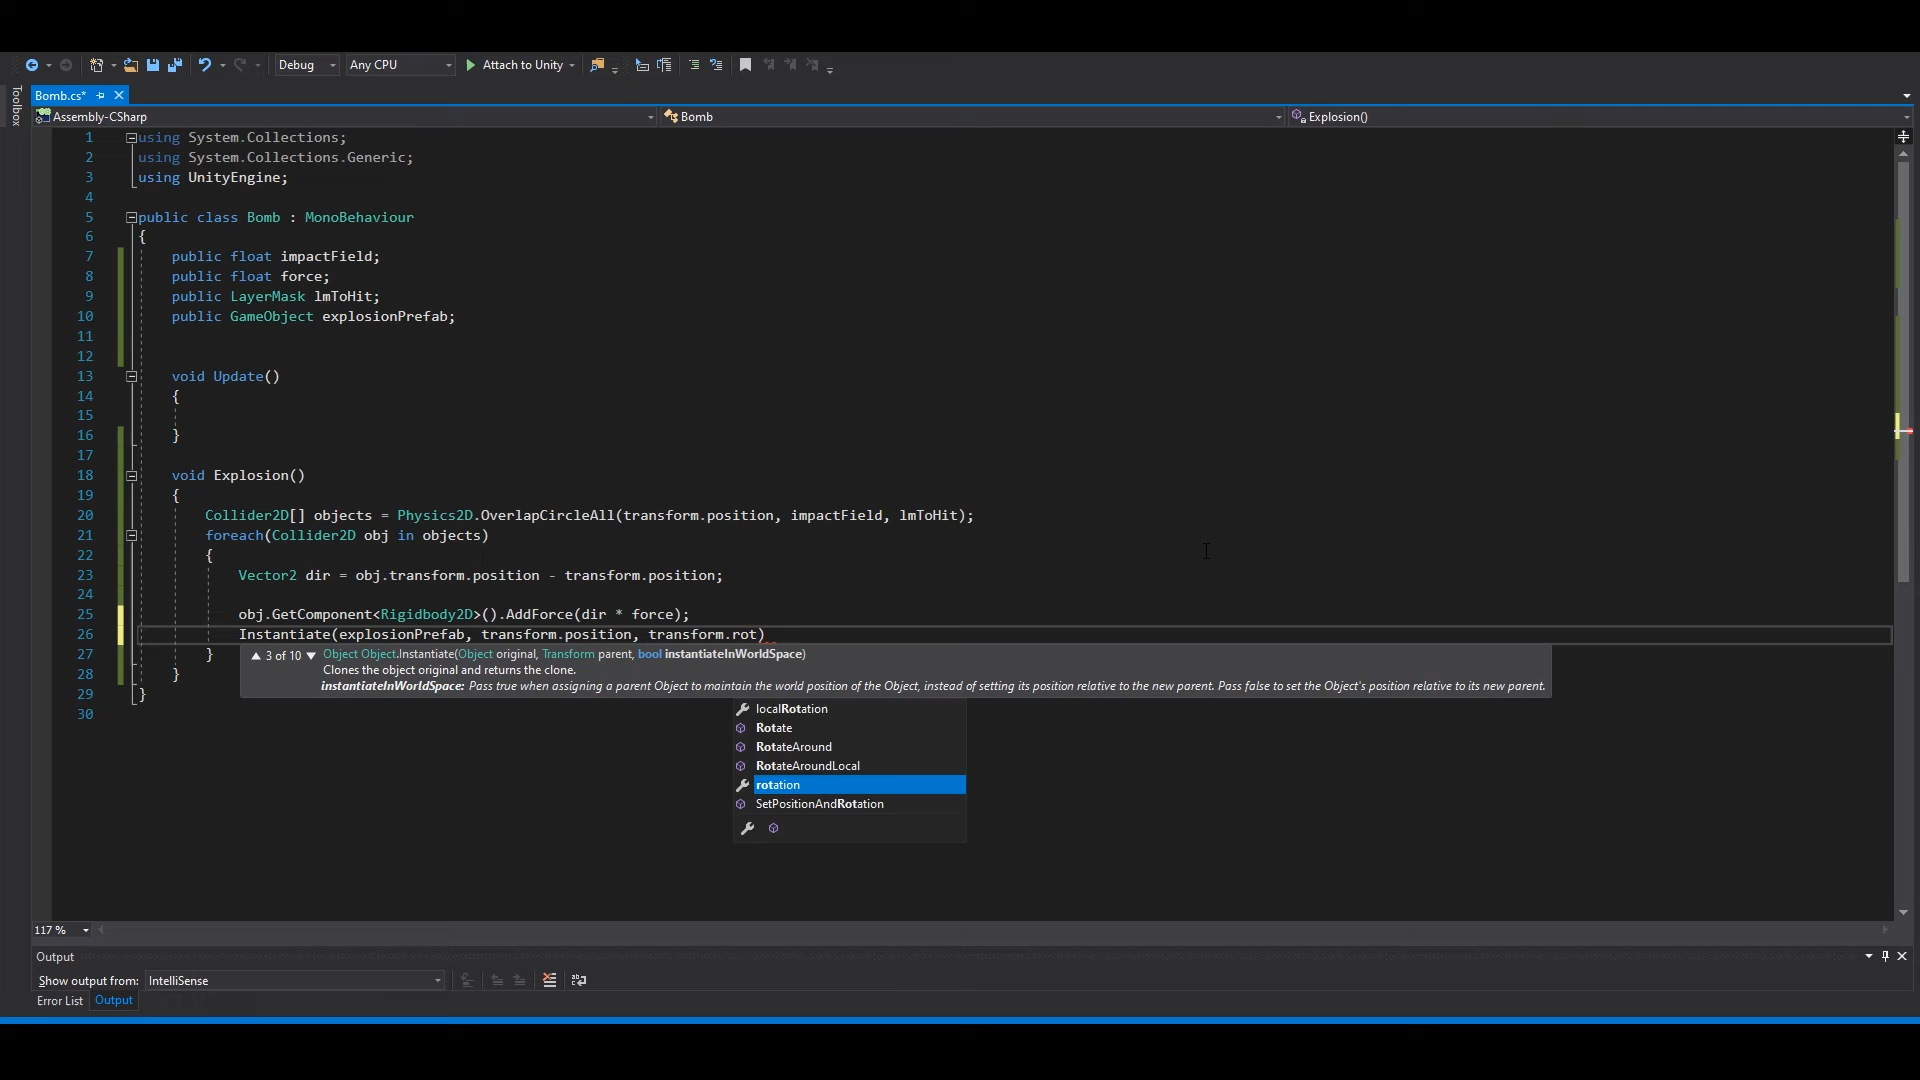 Debug Any CPU Attach to Unity
Toolbox
Bomb.cs*
Assembly-CSharp Bomb Explosion()
1 using System.Collections;
2 using System.Collections.Generic;
3 using UnityEngine;
4
5 public class Bomb : MonoBehaviour
6 {
7 public float impactField;
8 public float force;
9 public LayerMask lmToHit;
10 public GameObject explosionPrefab;
11
12
13 void Update()
14 {
15
16 }
17
18 void Explosion()
19 {
20 Collider2D[] objects = Physics2D.OverlapCircleAll(transform.position, impactField, lmToHit);
21 foreach(Collider2D obj in objects)
22 {
23 Vector2 dir = obj.transform.position - transform.position;
24
25 obj.GetComponent<Rigidbody2D>().AddForce(dir * force);
26 Instantiate(explosionPrefab, transform.position, transform.rot)
27 }
▲ 3 of 10 ▼ Object Object.Instantiate(Object original, Transform parent, bool instantiateInWorldSpace)
Clones the object original and returns the clone.
instantiateInWorldSpace: Pass true when assigning a parent Object to maintain the world position of the Object, instead of setting its position relative to the new parent. Pass false to set the Object's position relative to its new parent.
28 }
29 }
30
localRotation
Rotate
RotateAround
RotateAroundLocal
rotation
SetPositionAndRotation
117 %
Output
Show output from: IntelliSense
Error List Output